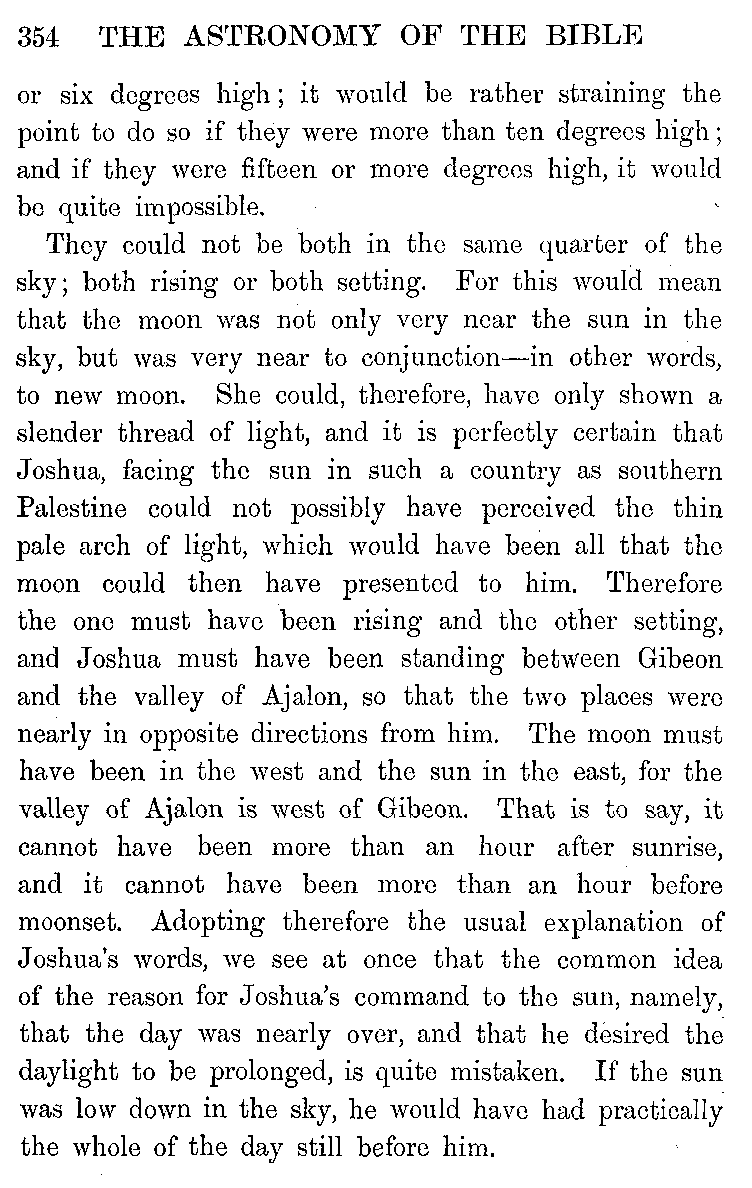 354 THE ASTRONOMY OF THE BIBLE
or six degrees high; it would be rather straining the
point to do so if they were more than ten degrees high;
and if they were fifteen or more degrees high, it would
be quite impossible.
They could not be both in the same quarter of the
sky; both rising or both setting. For this would mean
that the moon was not only very near the sun in the
sky, but was very near to conjunction—in other words,
to new moon. She could, therefore, have only shown a
slender thread of light, and it is perfectly certain that
Joshua, facing the sun in such a country as southern
Palestine could not possibly have perceived the thin
pale arch of light, which would have been all that the
moon could then have presented to him. Therefore
the one must have been rising and the other setting,
and Joshua must have been standing between Gibeon
and the valley of Ajalon, so that the two places were
nearly in opposite directions from him. The moon must
have been in the west and the sun in the east, for the
valley of Ajalon is west of Gibeon. That is to say, it
cannot have been more than an hour after sunrise,
and it cannot have been more than an hour before
moonset. Adopting therefore the usual explanation of
Joshua's words, we see at once that the common idea
of the reason for Joshua's command to the sun, namely,
that the day was nearly over, and that he desired the
daylight to be prolonged, is quite mistaken. If the sun
was low down in the sky, he would have had practically
the whole of the day still before him.